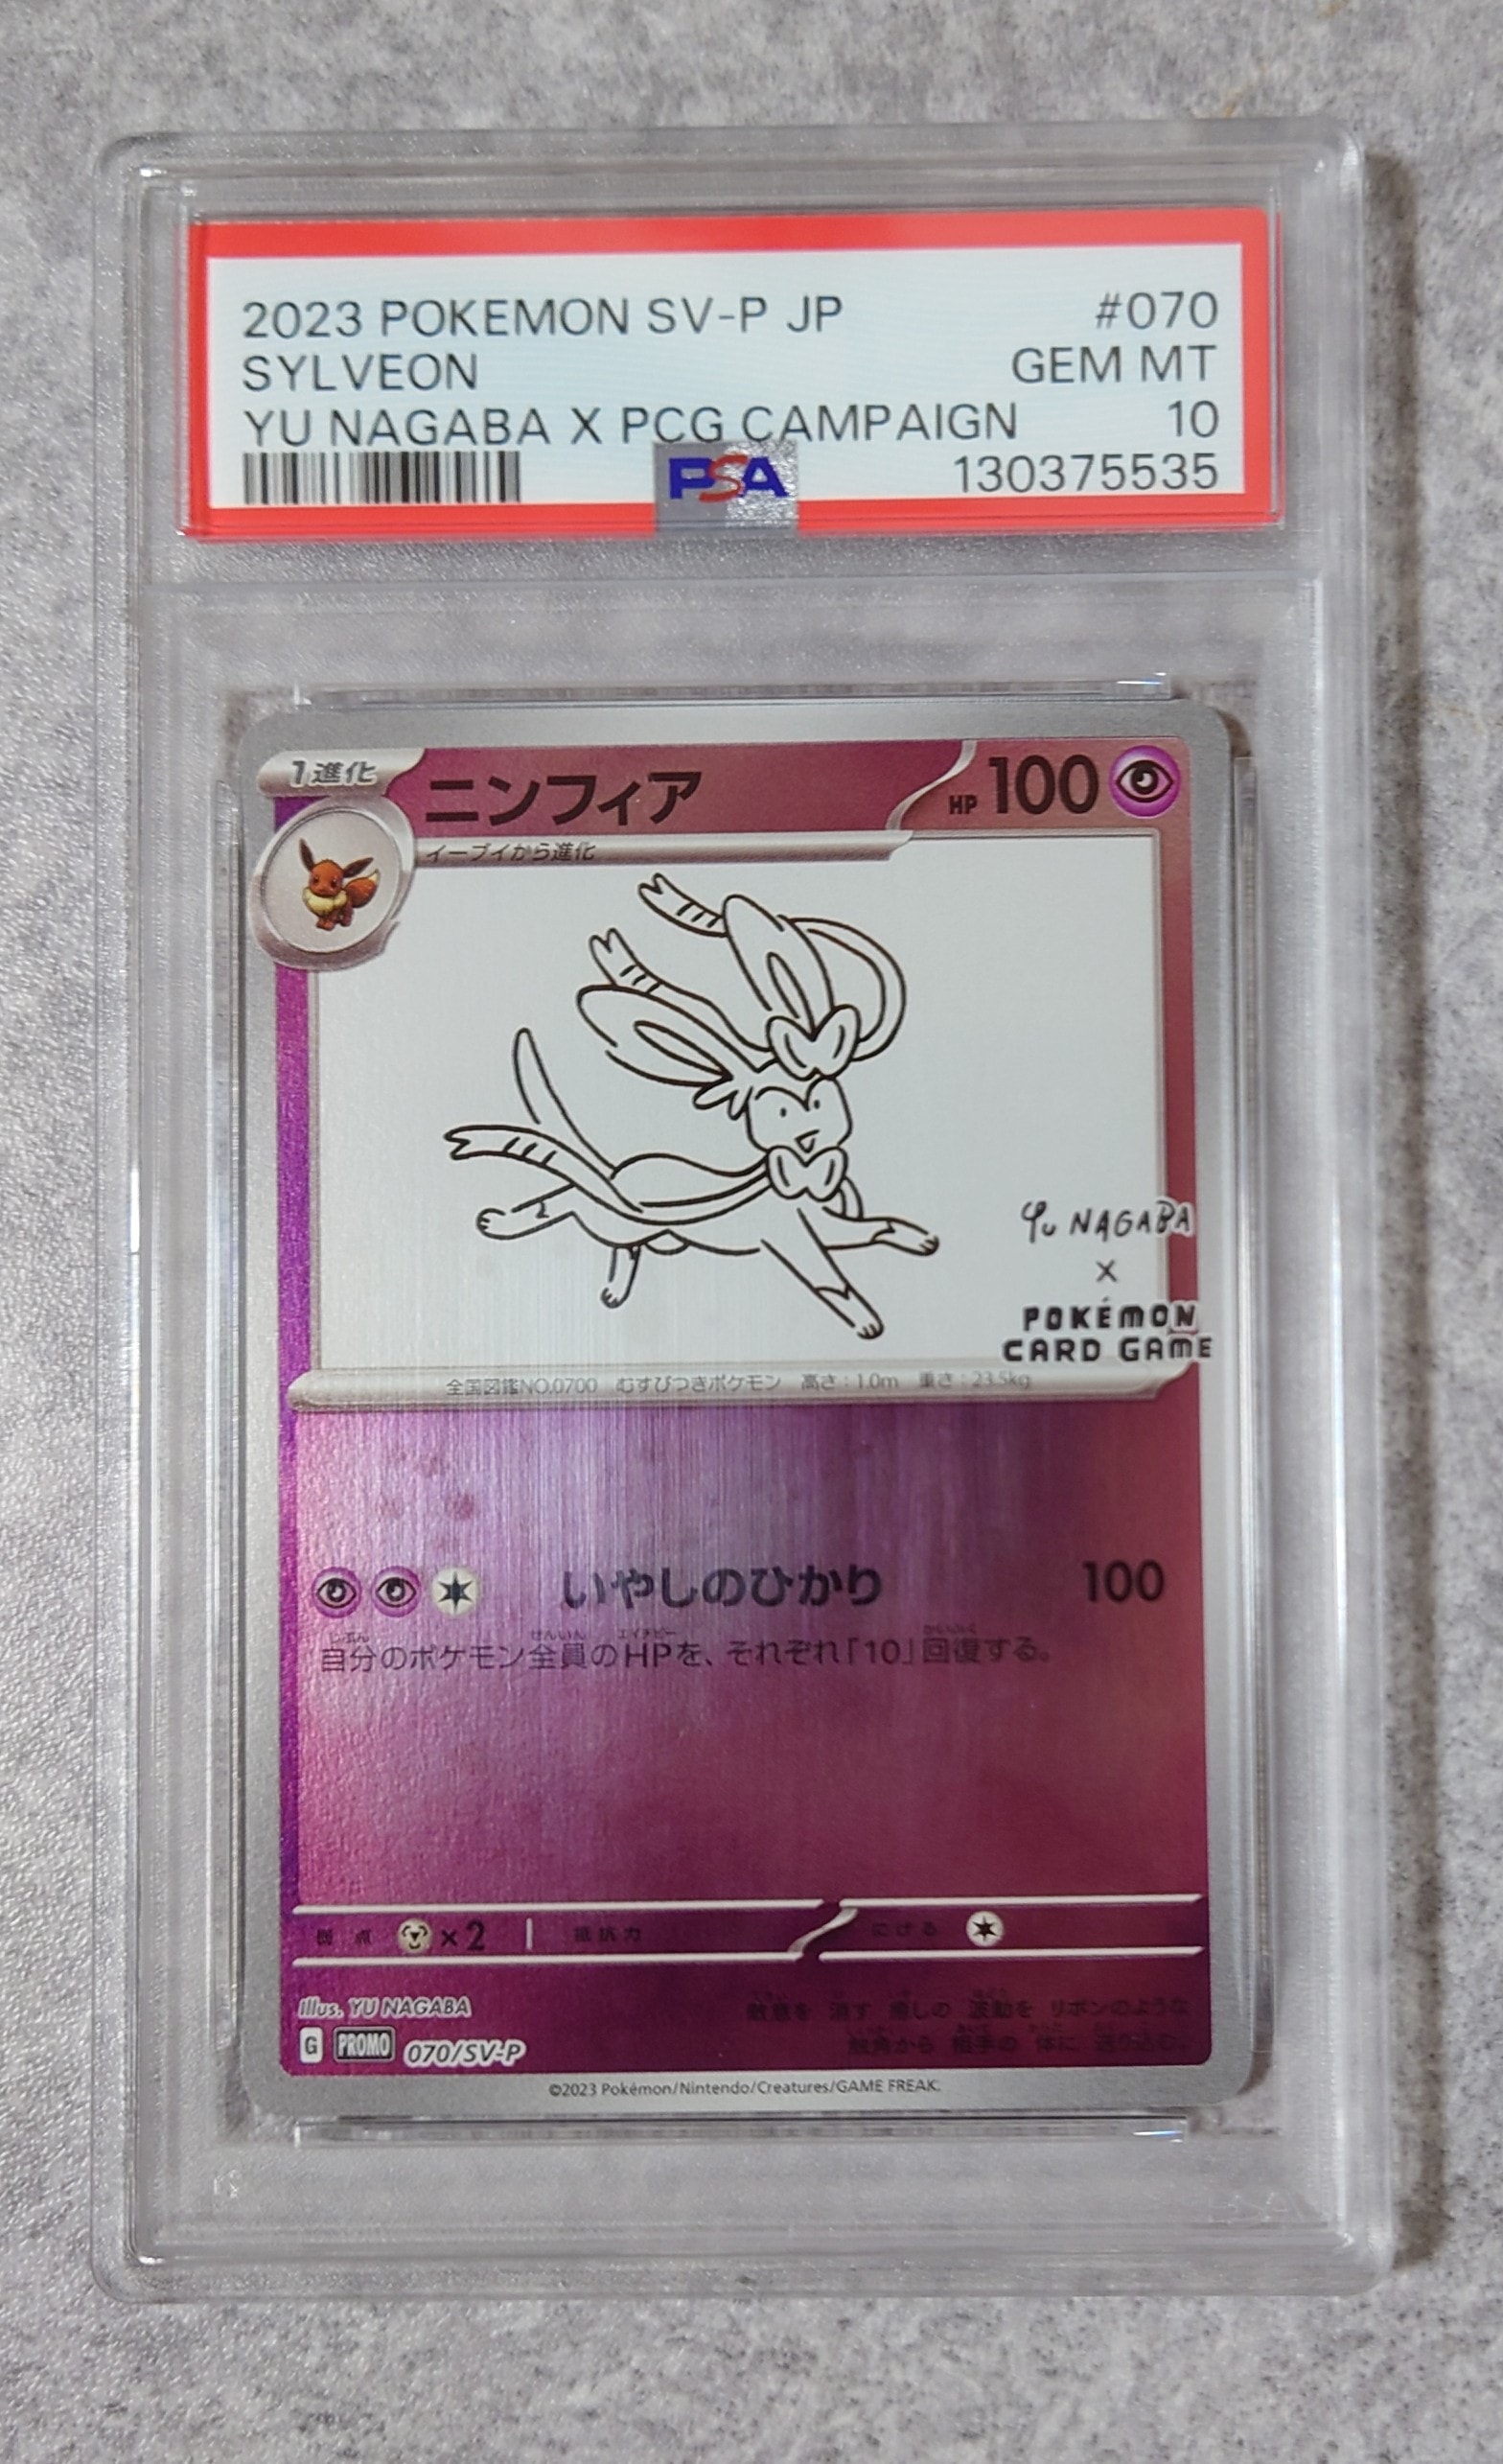 2023 POKEMON SV-P JP #070
SYLVEON GEM MT
YU NAGABA X PCG CAMPAIGN 10
PSA 130375535
1進化 ニンフィア HP 100
イーブイから進化
Yu NAGABA
×
POKÉMON
CARD GAME
全国図鑑NO.0700 むすびつきポケモン 高さ：1.0m 重さ：23.5kg
いやしのひかり 100
自分のポケモン全員のHPを、それぞれ「10」回復する。
弱点 ×2 抵抗力 にげる
Illus. YU NAGABA
敵意を 消す 癒しの 波動を リボンのような
触角から 相手の 体に 送り込む。
G PROMO 070/SV-P
©2023 Pokémon/Nintendo/Creatures/GAME FREAK.